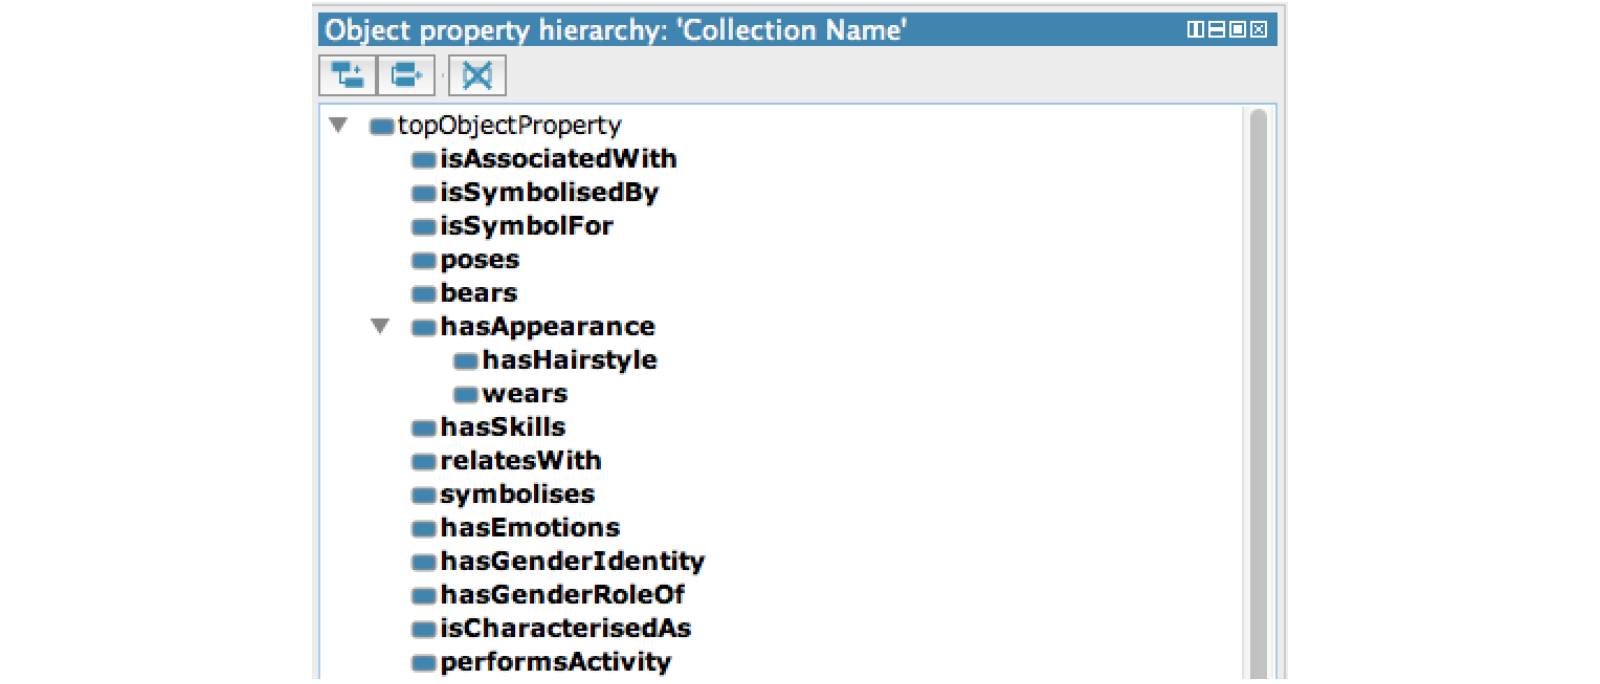 Object property hierarchy: 'Collection Name'
topObjectProperty
isAssociatedWith
isSymbolisedBy
isSymbolFor
poses
bears
hasAppearance
hasHairstyle
wears
hasSkills
relatesWith
symbolises
hasEmotions
hasGenderIdentity
hasGenderRoleOf
isCharacterisedAs
performsActivity